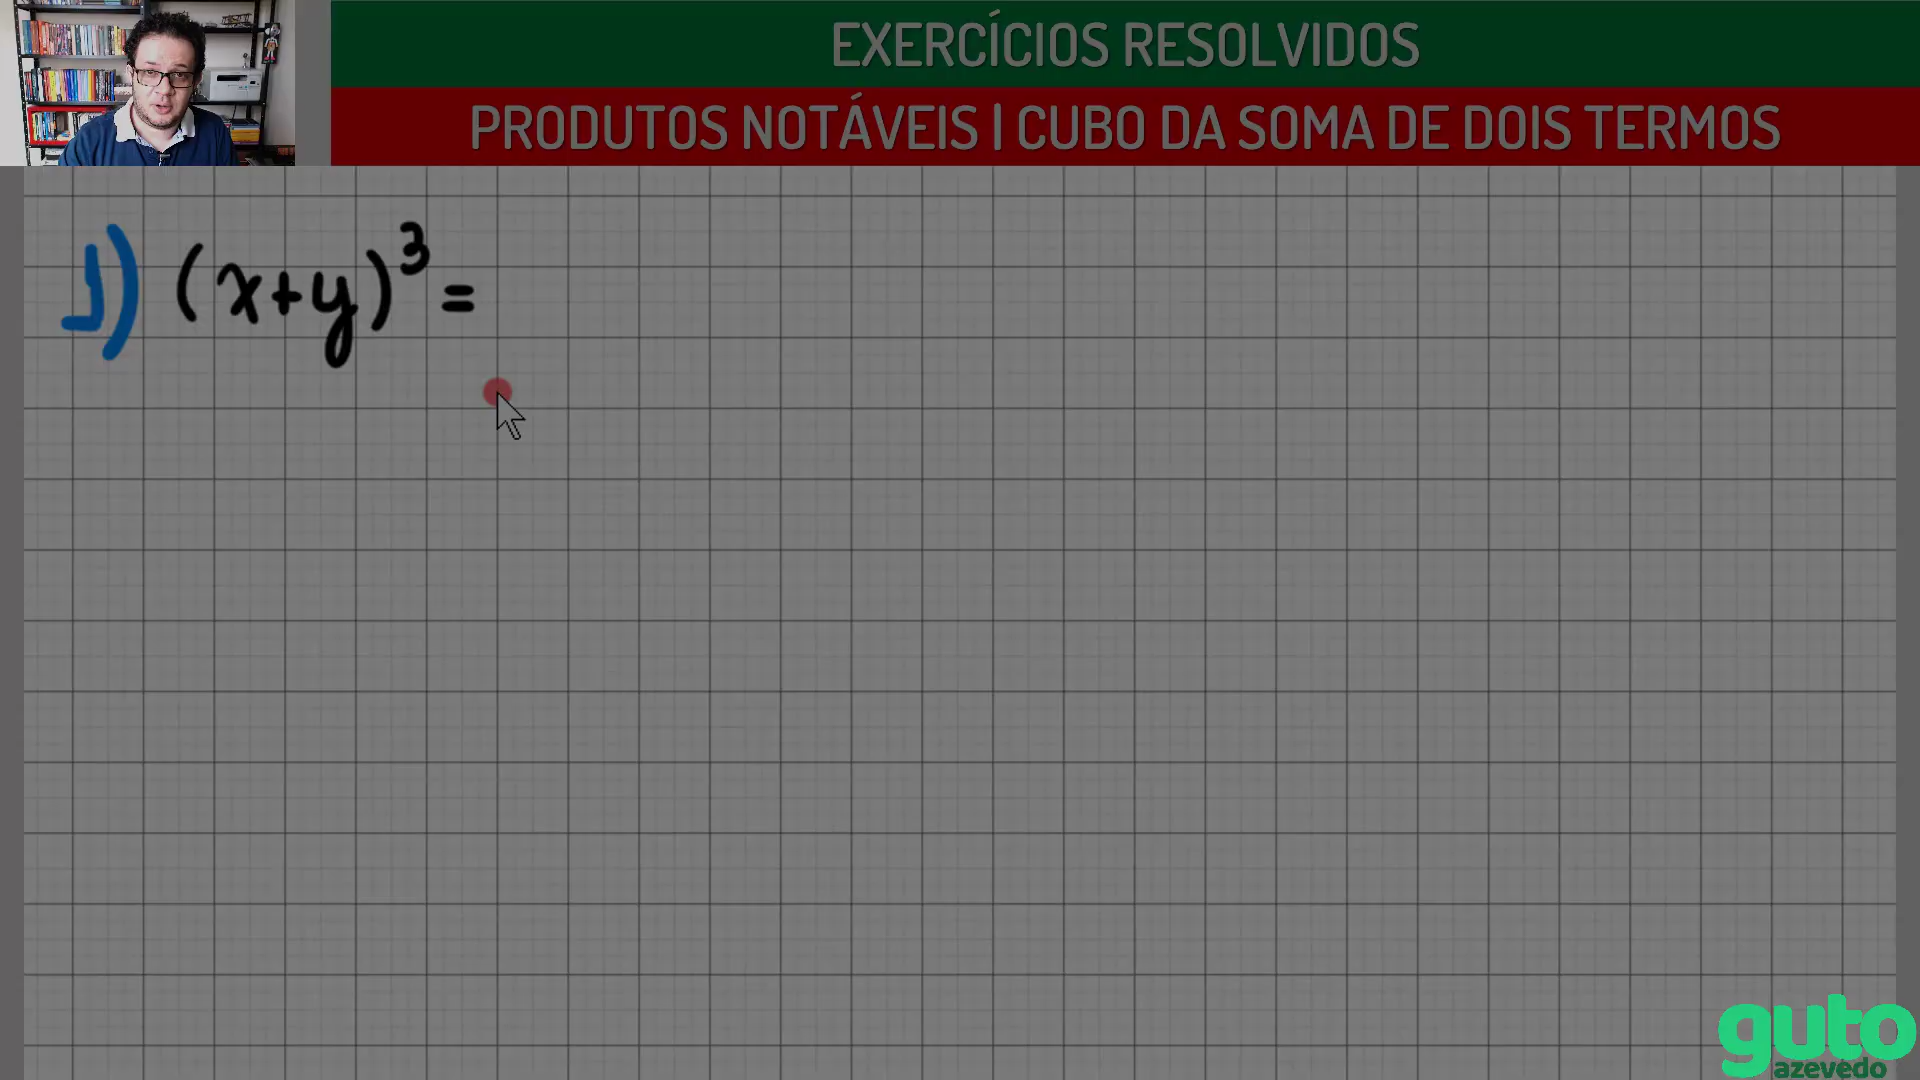 EXERCÍCIOS RESOLVIDOS
PRODUTOS NOTÁVEIS | CUBO DA SOMA DE DOIS TERMOS
1) (x+y)³=
guto
azevedo